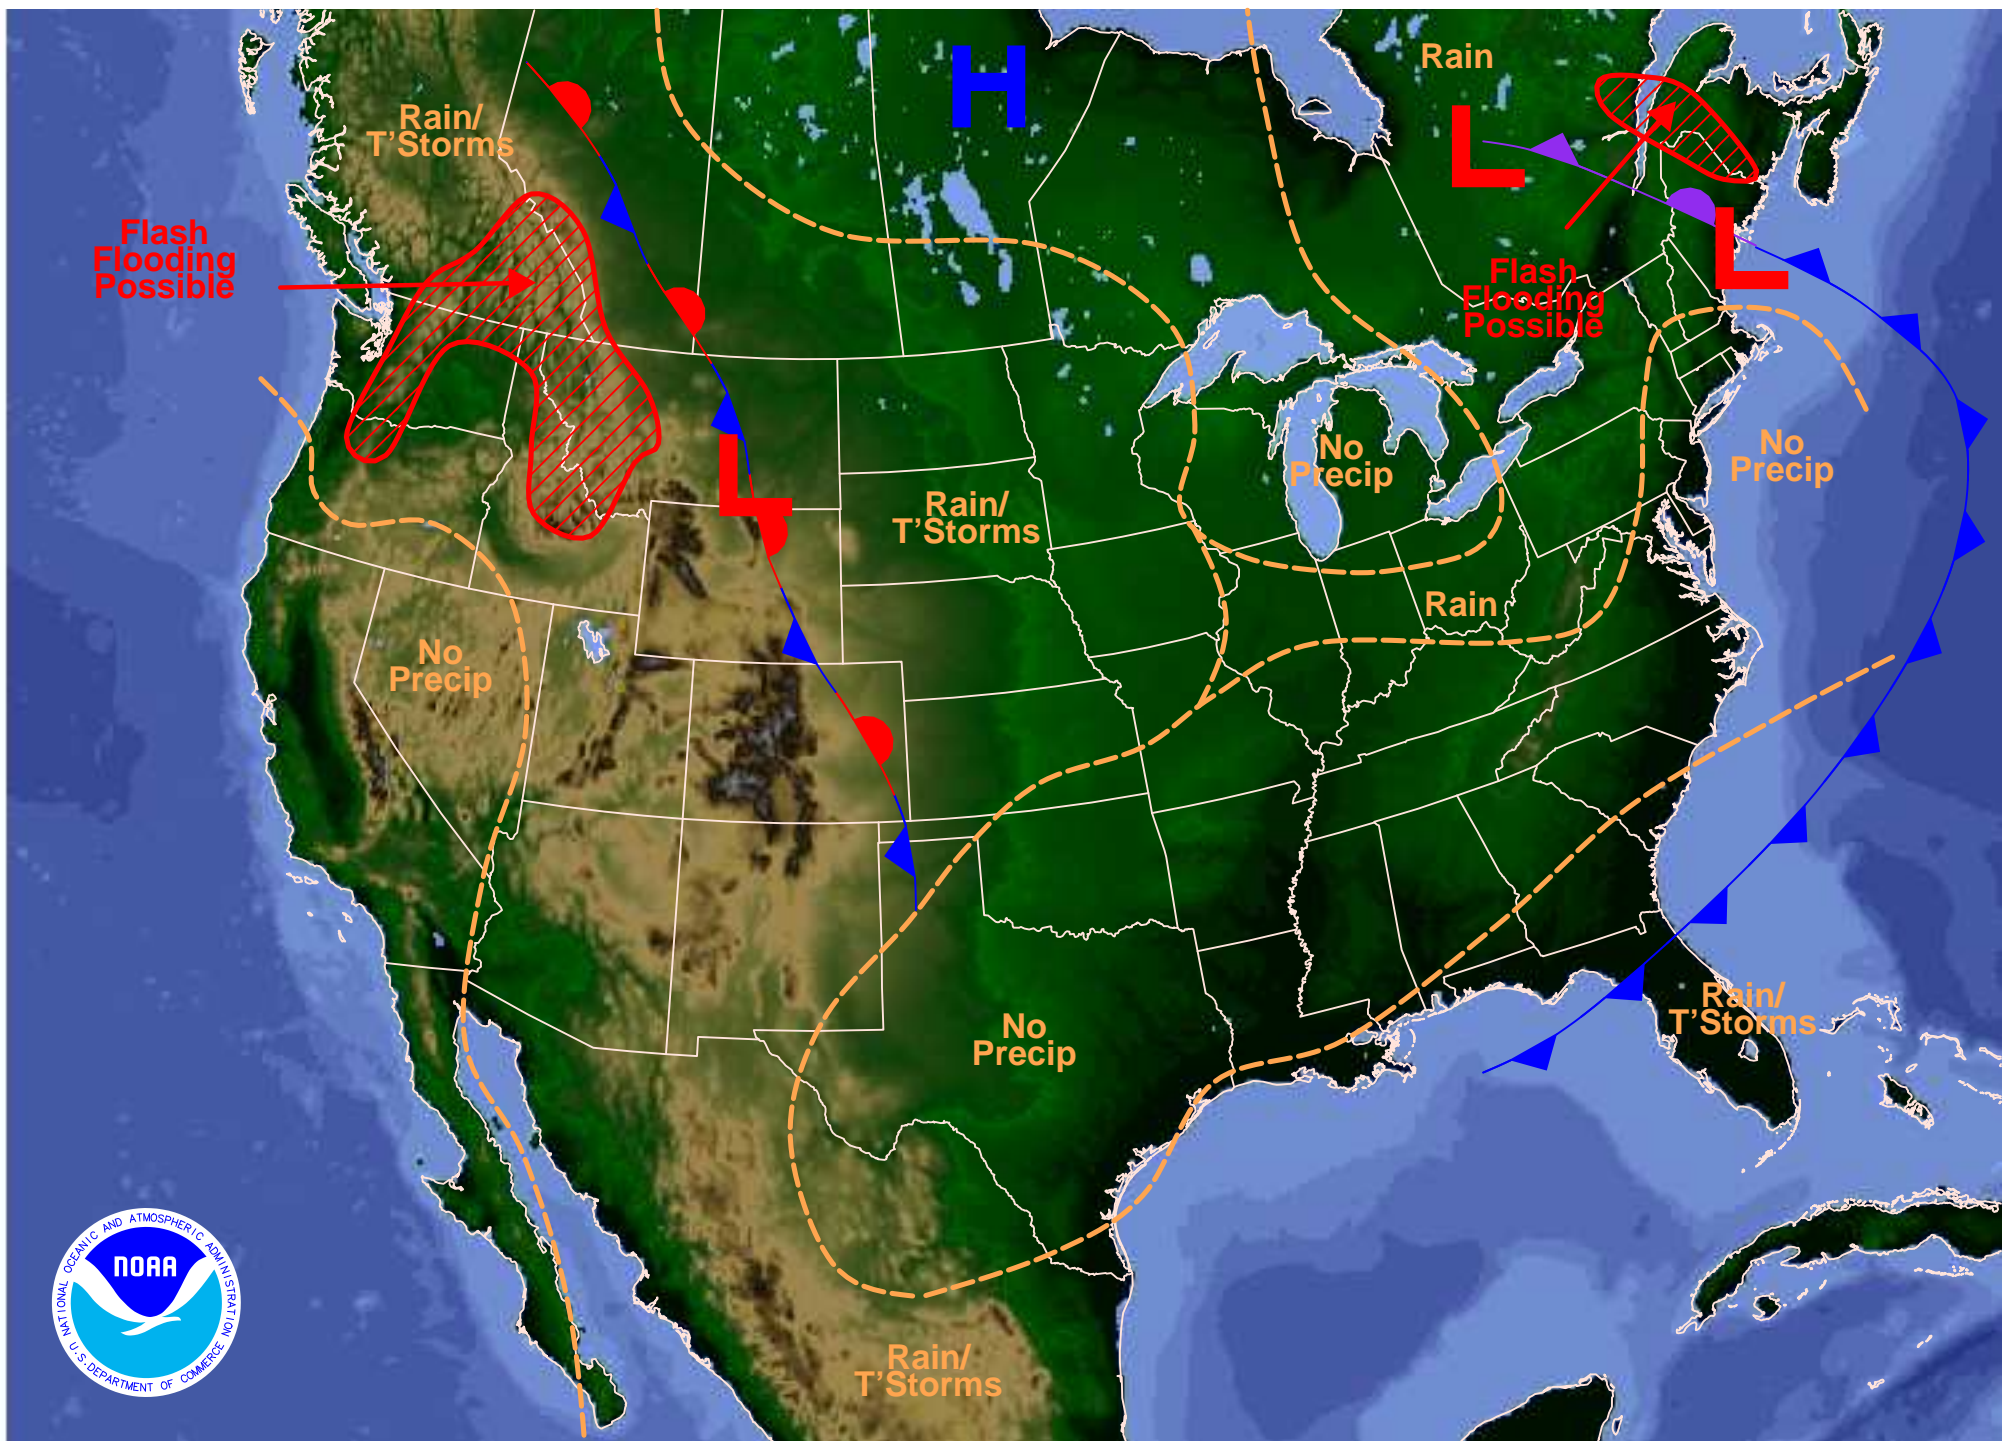 H
Rain
L
Rain/
T'Storms
Flash
Flooding
Possible
L
Flash
Flooding
Possible
No
Precip
No
Precip
L
Rain/
T'Storms
Rain
No
Precip
Rain/
T'Storms
No
Precip
NATIONAL OCEANIC AND ATMOSPHERIC ADMINISTRATION
NOAA
U.S. DEPARTMENT OF COMMERCE
Rain/
T'Storms